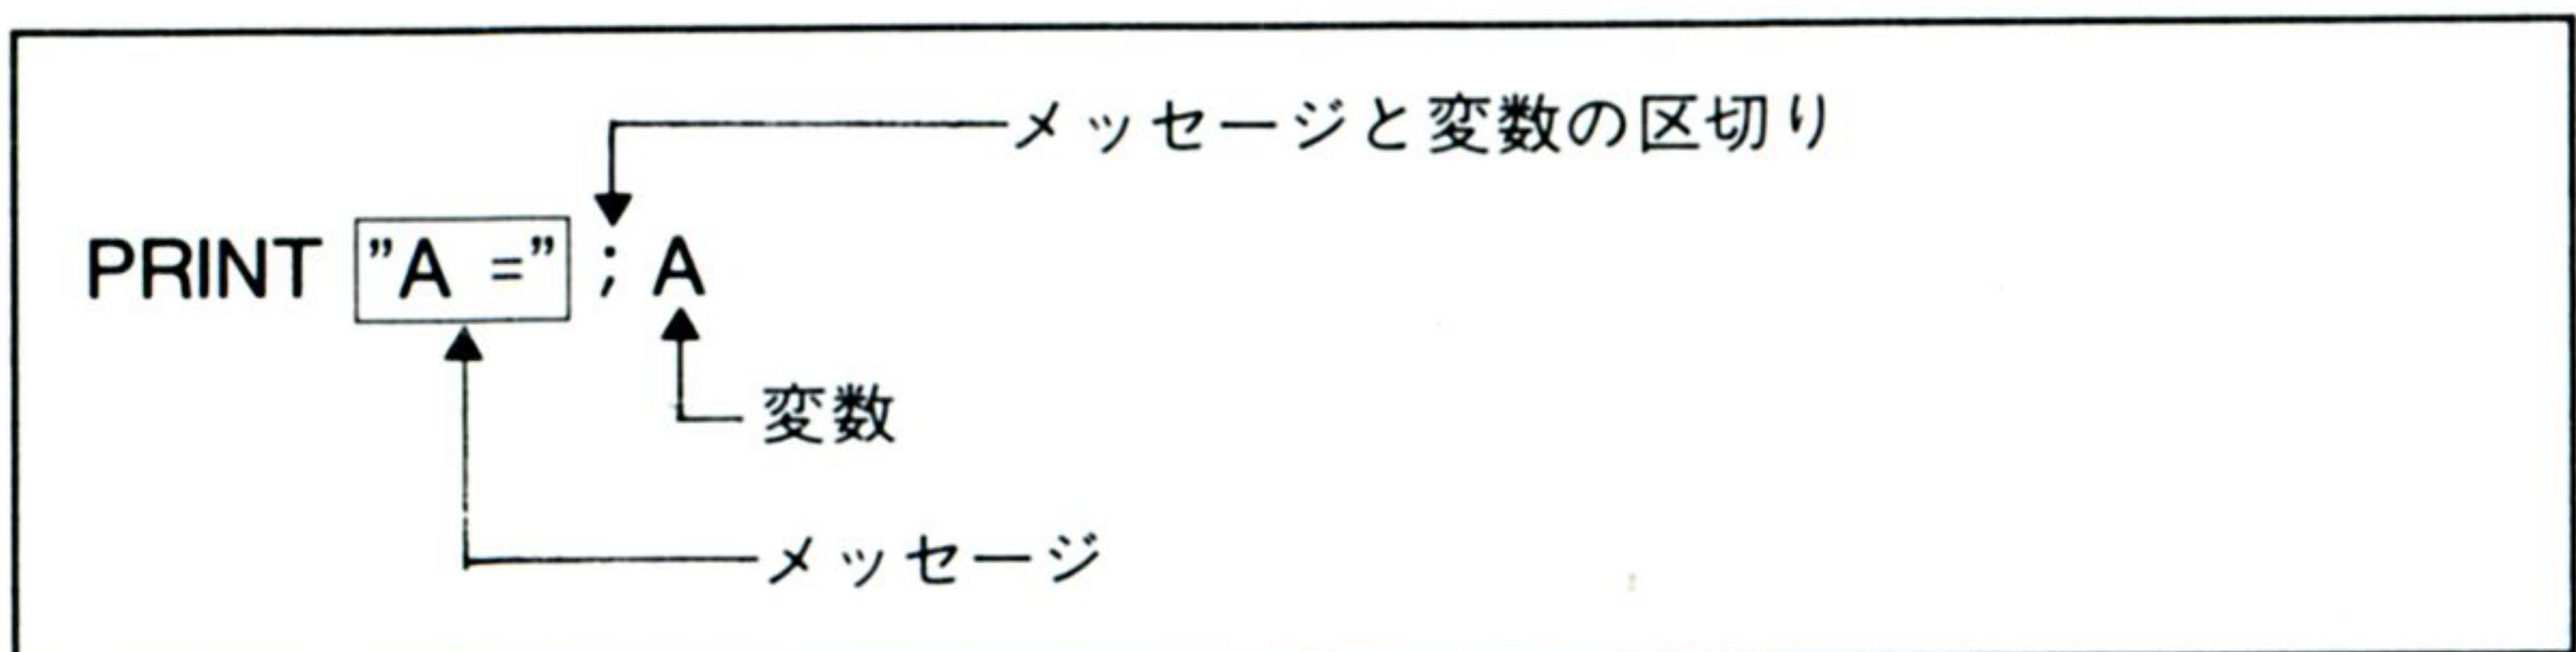 メッセージと変数の区切り
PRINT ”A =” ; A
変数
メッセージ